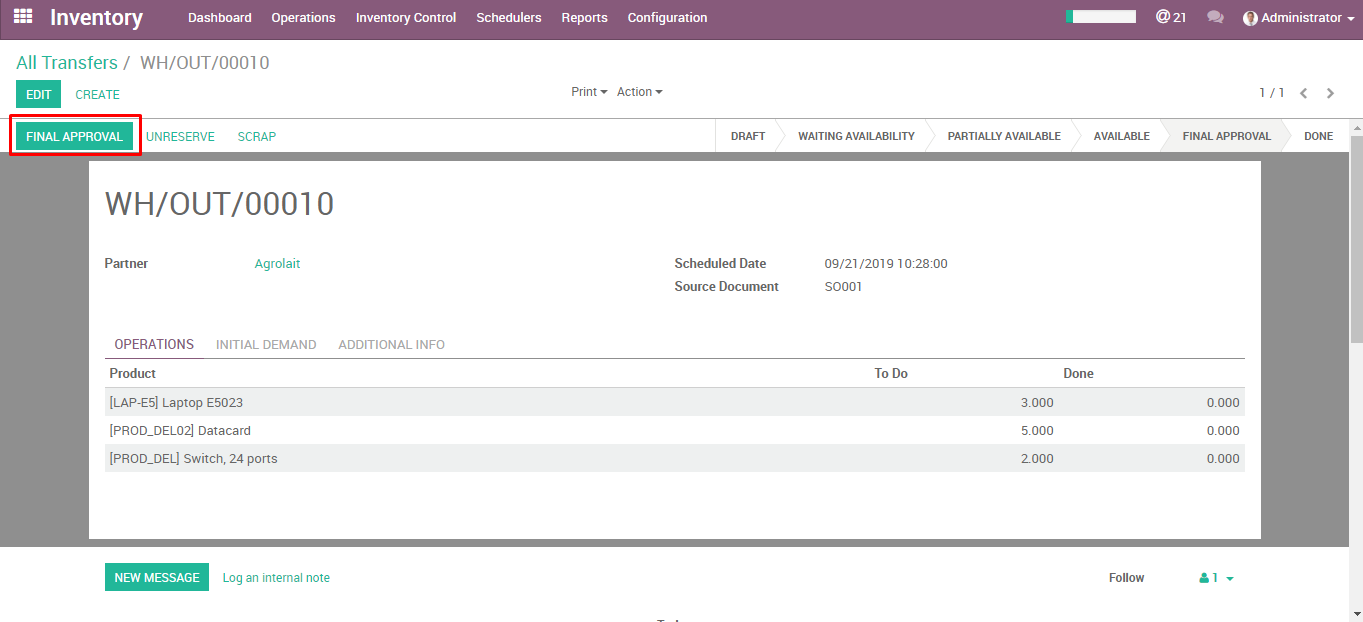 Inventory Dashboard Operations Inventory Control Schedulers Reports Configuration @ 21 Administrator
All Transfers / WH/OUT/00010
EDIT CREATE Print Action 1 / 1
FINAL APPROVAL UNRESERVE SCRAP DRAFT WAITING AVAILABILITY PARTIALLY AVAILABLE AVAILABLE FINAL APPROVAL DONE
WH/OUT/00010
Partner Agrolait Scheduled Date 09/21/2019 10:28:00
Source Document SO001
OPERATIONS INITIAL DEMAND ADDITIONAL INFO
Product To Do Done
[LAP-E5] Laptop E5023 3.000 0.000
[PROD_DEL02] Datacard 5.000 0.000
[PROD_DEL] Switch, 24 ports 2.000 0.000
NEW MESSAGE Log an internal note Follow 1